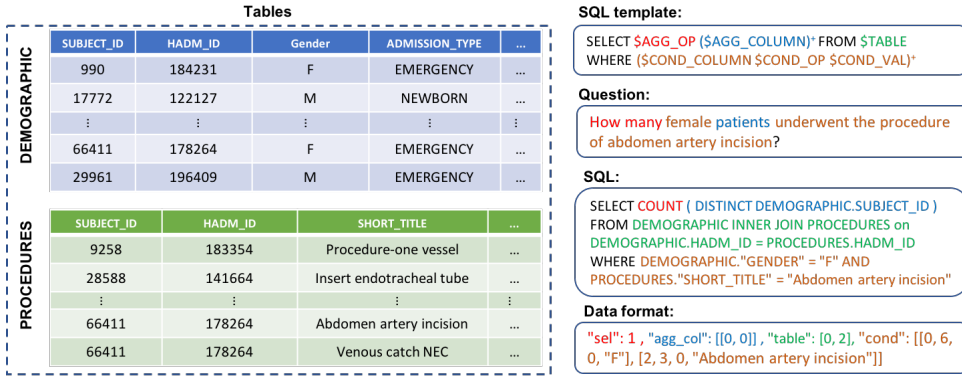 Tables
DEMOGRAPHIC
SUBJECT_ID HADM_ID Gender ADMISSION_TYPE ...
990 184231 F EMERGENCY ...
17772 122127 M NEWBORN ...
⋮ ⋮ ⋮ ⋮ ⋮
66411 178264 F EMERGENCY ...
29961 196409 M EMERGENCY ...
PROCEDURES
SUBJECT_ID HADM_ID SHORT_TITLE ...
9258 183354 Procedure-one vessel ...
28588 141664 Insert endotracheal tube ...
⋮ ⋮ ⋮ ⋮
66411 178264 Abdomen artery incision ...
66411 178264 Venous catch NEC ...
SQL template:
SELECT $AGG_OP ($AGG_COLUMN)⁺ FROM $TABLE
WHERE ($COND_COLUMN $COND_OP $COND_VAL)⁺
Question:
How many female patients underwent the procedure
of abdomen artery incision?
SQL:
SELECT COUNT ( DISTINCT DEMOGRAPHIC.SUBJECT_ID )
FROM DEMOGRAPHIC INNER JOIN PROCEDURES on
DEMOGRAPHIC.HADM_ID = PROCEDURES.HADM_ID
WHERE DEMOGRAPHIC."GENDER" = "F" AND
PROCEDURES."SHORT_TITLE" = "Abdomen artery incision"
Data format:
"sel": 1 , "agg_col": [[0, 0]] , "table": [0, 2], "cond": [[0, 6,
0, "F"], [2, 3, 0, "Abdomen artery incision"]]